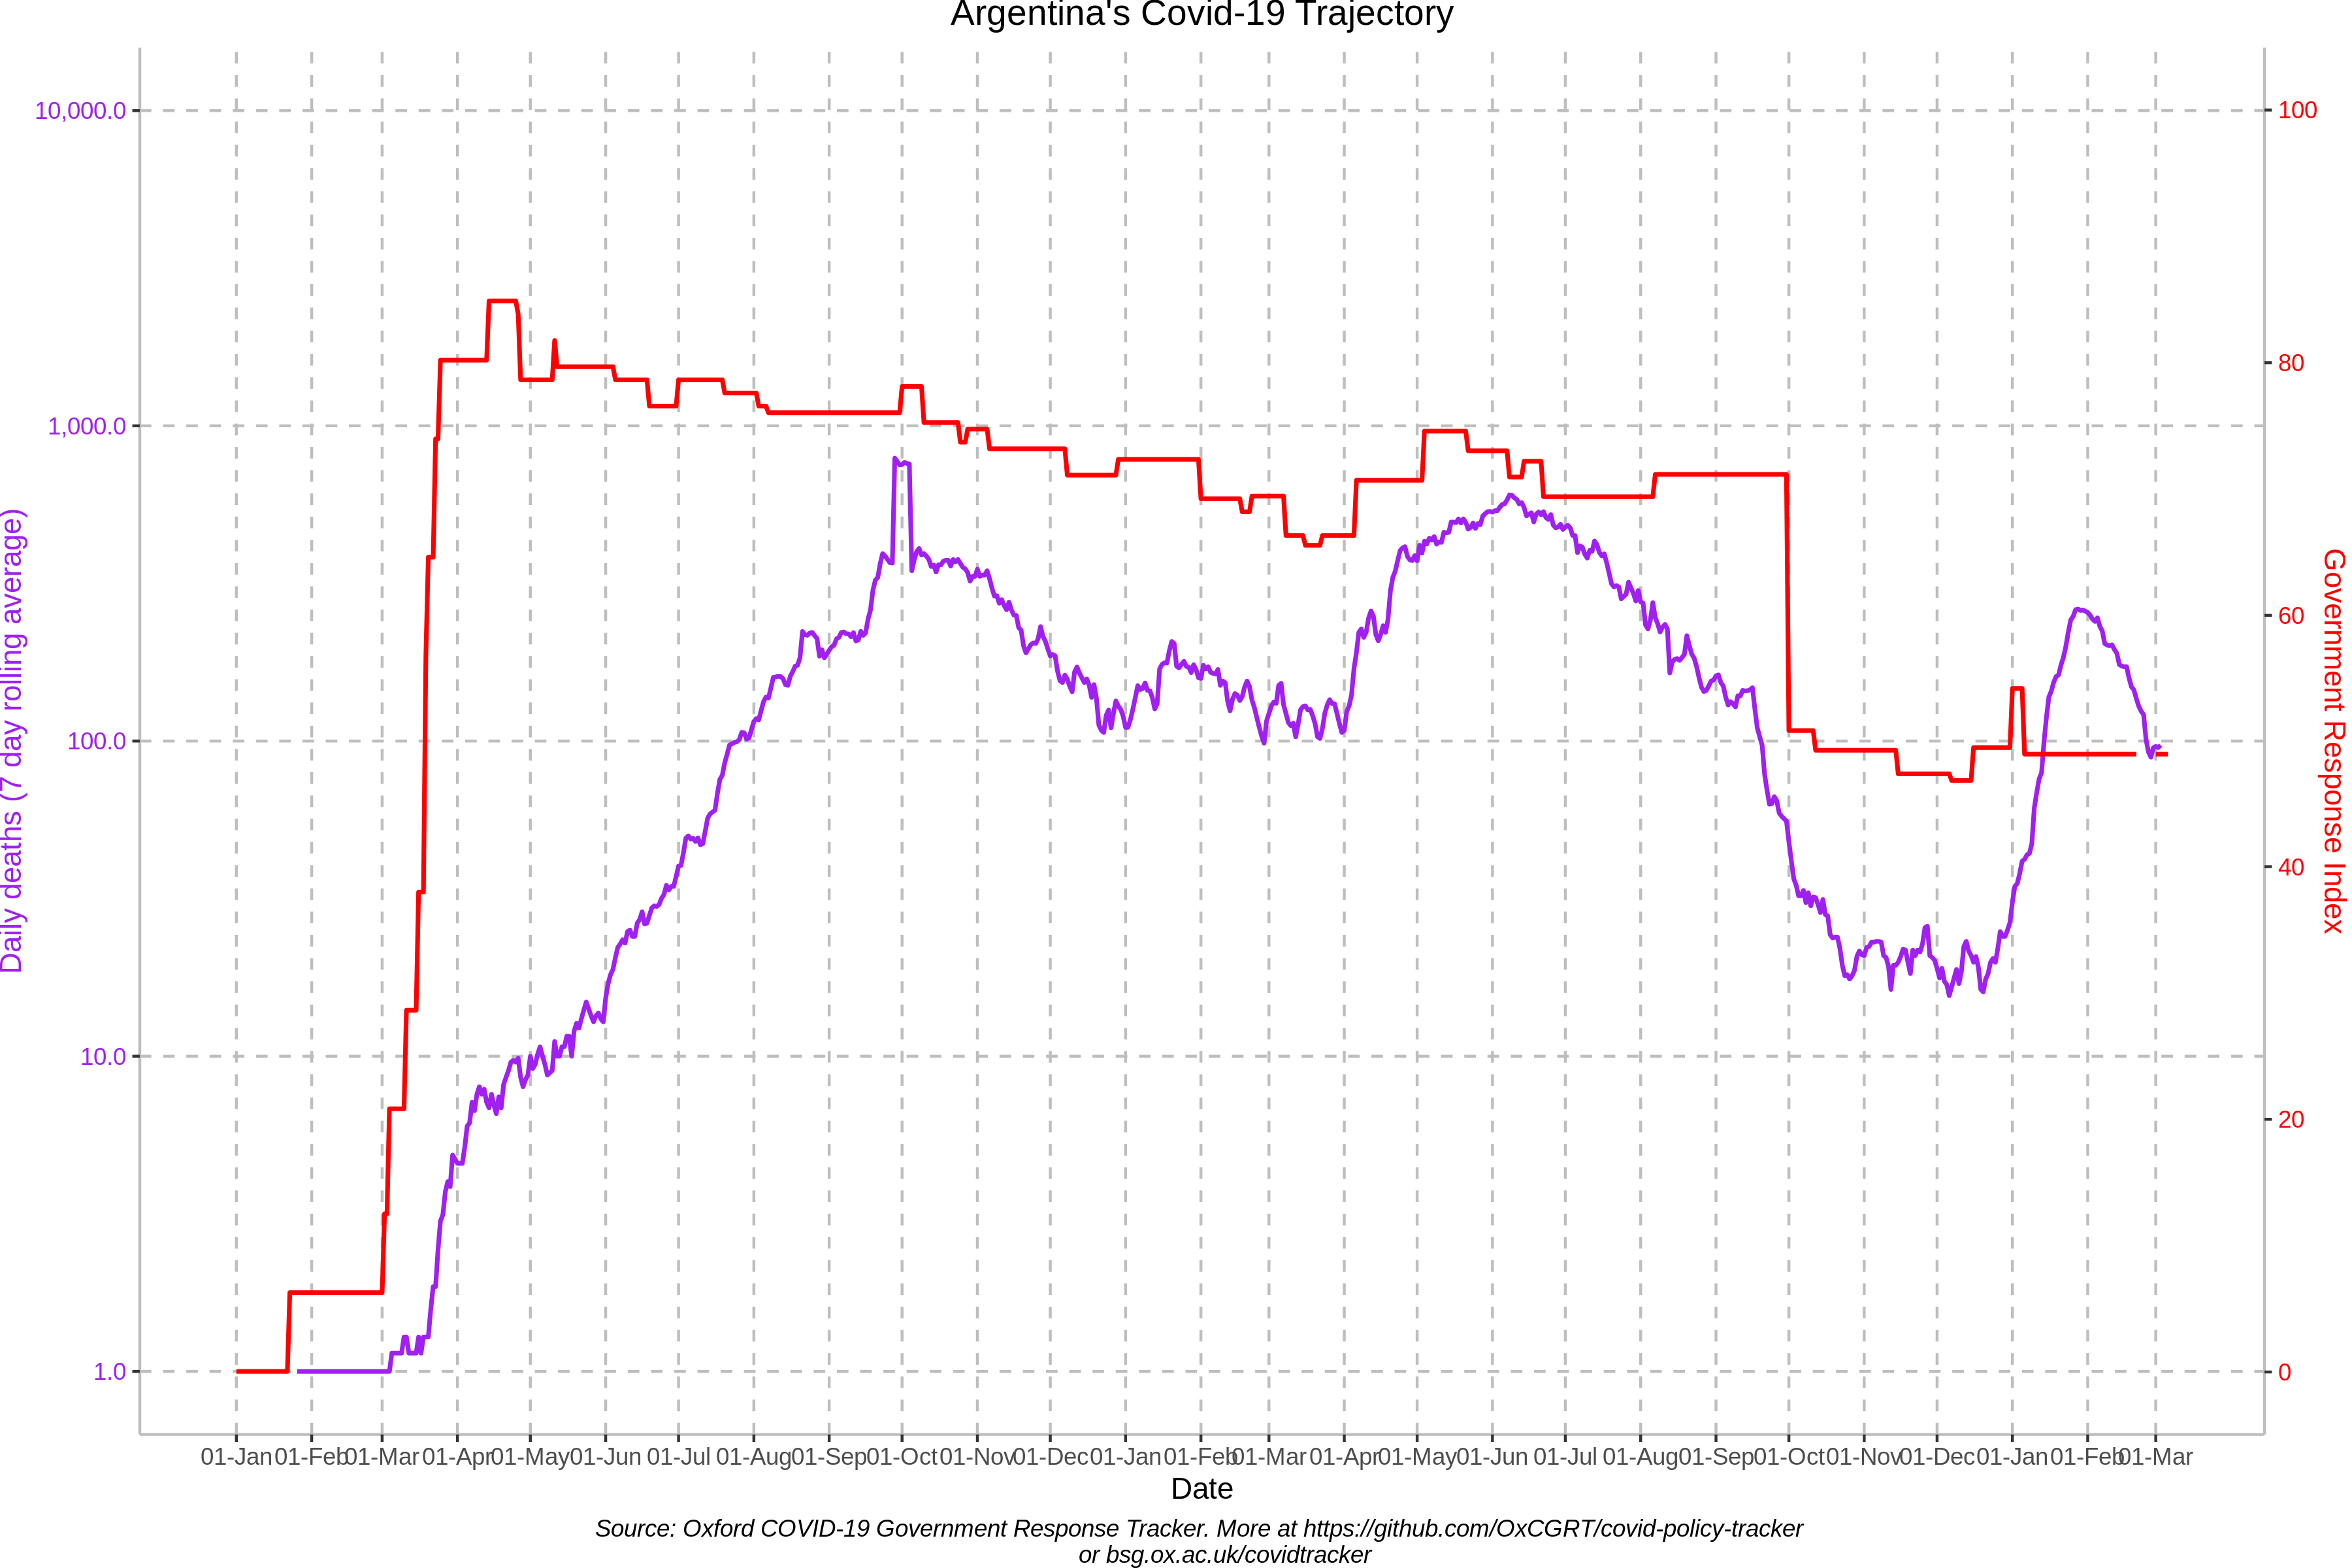 Argentina's Covid-19 Trajectory
Daily deaths (7 day rolling average)
10,000.0
1,000.0
100.0
10.0
1.0
100
80
60
40
20
0
Government Response Index
01-Jan 01-Feb 01-Mar 01-Apr 01-May 01-Jun 01-Jul 01-Aug 01-Sep 01-Oct 01-Nov 01-Dec 01-Jan 01-Feb 01-Mar 01-Apr 01-May 01-Jun 01-Jul 01-Aug 01-Sep 01-Oct 01-Nov 01-Dec 01-Jan 01-Feb 01-Mar
Date
Source: Oxford COVID-19 Government Response Tracker. More at https://github.com/OxCGRT/covid-policy-tracker
or bsg.ox.ac.uk/covidtracker